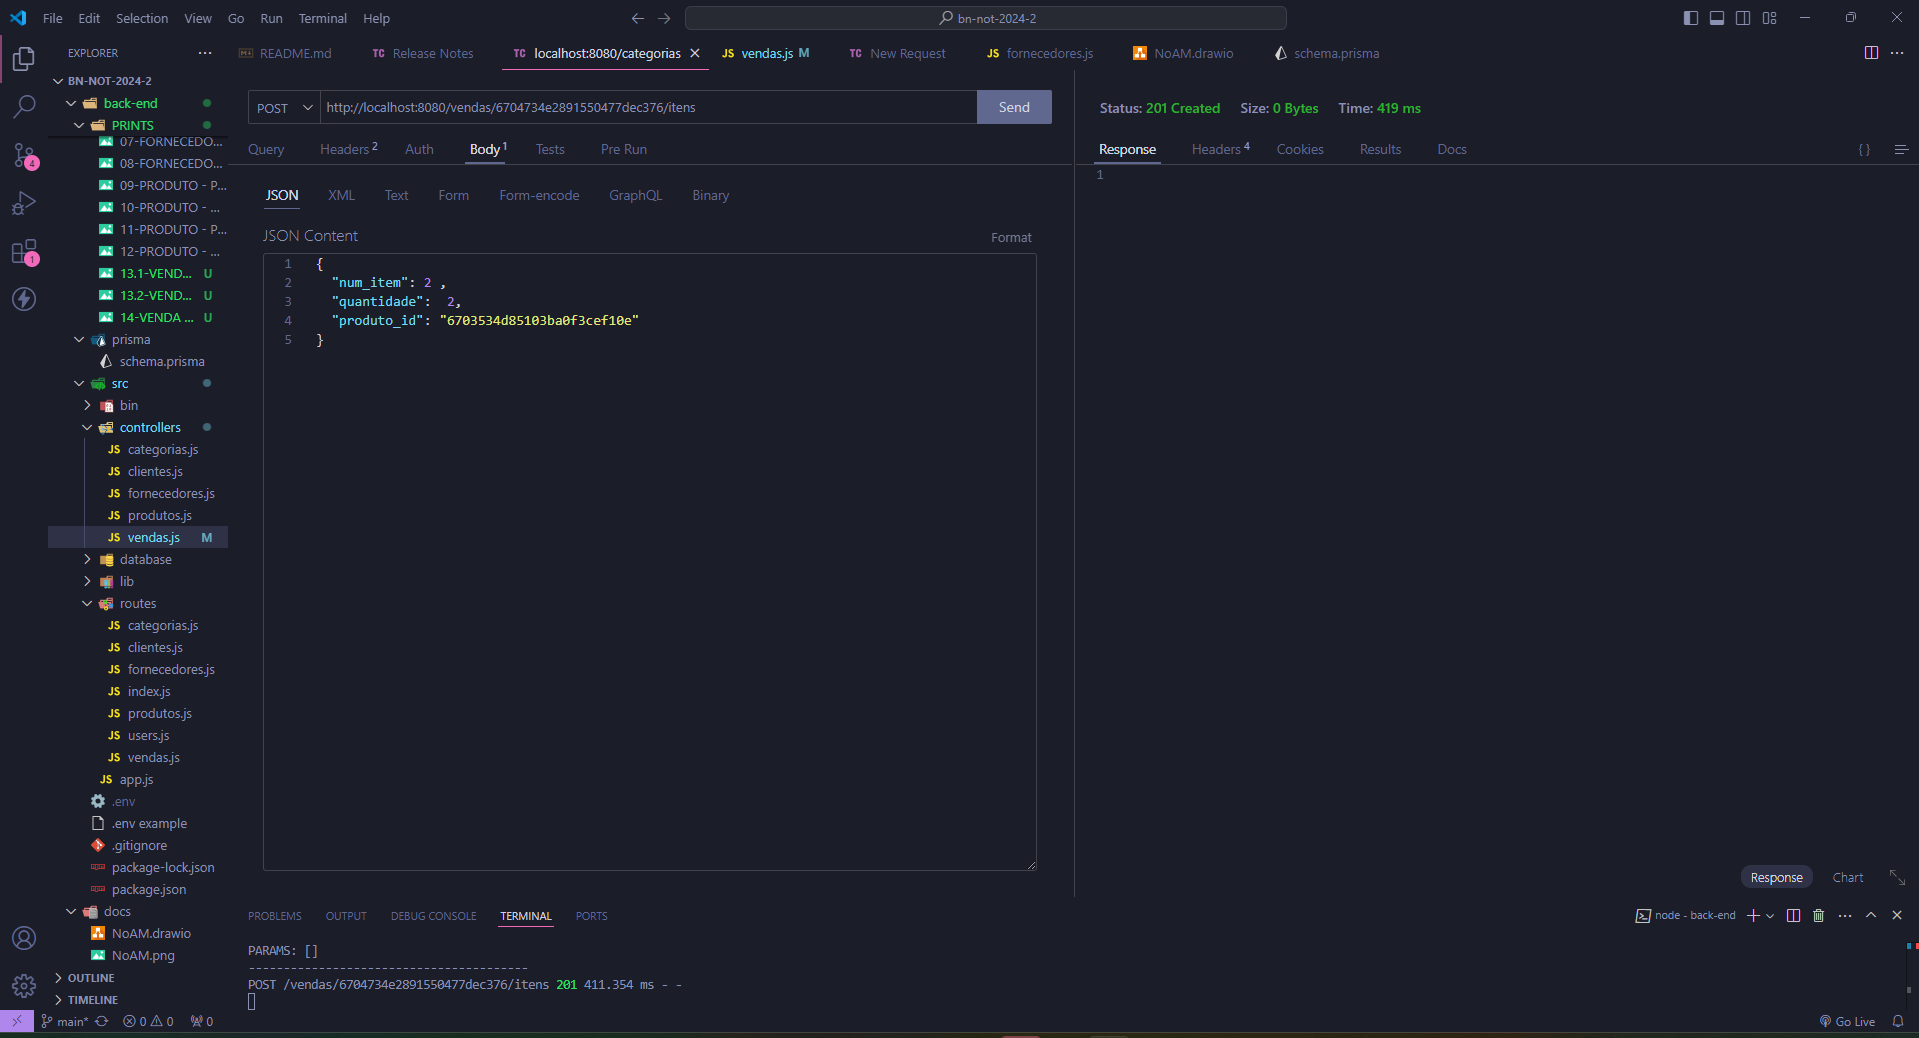 File Edit Selection View Go Run Terminal Help
bn-not-2024-2
EXPLORER
README.md
TC Release Notes
TC localhost:8080/categorias
JS vendas.js M
TC New Request
JS fornecedores.js
NoAM.drawio
schema.prisma
BN-NOT-2024-2
back-end
PRINTS
07-FORNECEDO...
08-FORNECEDO...
09-PRODUTO - P...
10-PRODUTO - ...
11-PRODUTO - P...
12-PRODUTO - ...
13.1-VEND... U
13.2-VEND... U
14-VENDA ... U
prisma
schema.prisma
src
bin
controllers
JS categorias.js
JS clientes.js
JS fornecedores.js
JS produtos.js
JS vendas.js M
database
lib
routes
JS categorias.js
JS clientes.js
JS fornecedores.js
JS index.js
JS produtos.js
JS users.js
JS vendas.js
JS app.js
.env
.env example
.gitignore
package-lock.json
package.json
docs
NoAM.drawio
NoAM.png
OUTLINE
TIMELINE
4
1
POST http://localhost:8080/vendas/6704734e2891550477dec376/itens Send
Query Headers 2 Auth Body 1 Tests Pre Run
JSON XML Text Form Form-encode GraphQL Binary
JSON Content Format
1 {
2 "num_item": 2 ,
3 "quantidade":  2,
4 "produto_id": "6703534d85103ba0f3cef10e"
5 }
Status: 201 Created Size: 0 Bytes Time: 419 ms
Response Headers 4 Cookies Results Docs { }
1
Response Chart
PROBLEMS OUTPUT DEBUG CONSOLE TERMINAL PORTS
node - back-end
PARAMS: []
----------------------------------------
POST /vendas/6704734e2891550477dec376/itens 201 411.354 ms - -
main* 0 0 0
Go Live